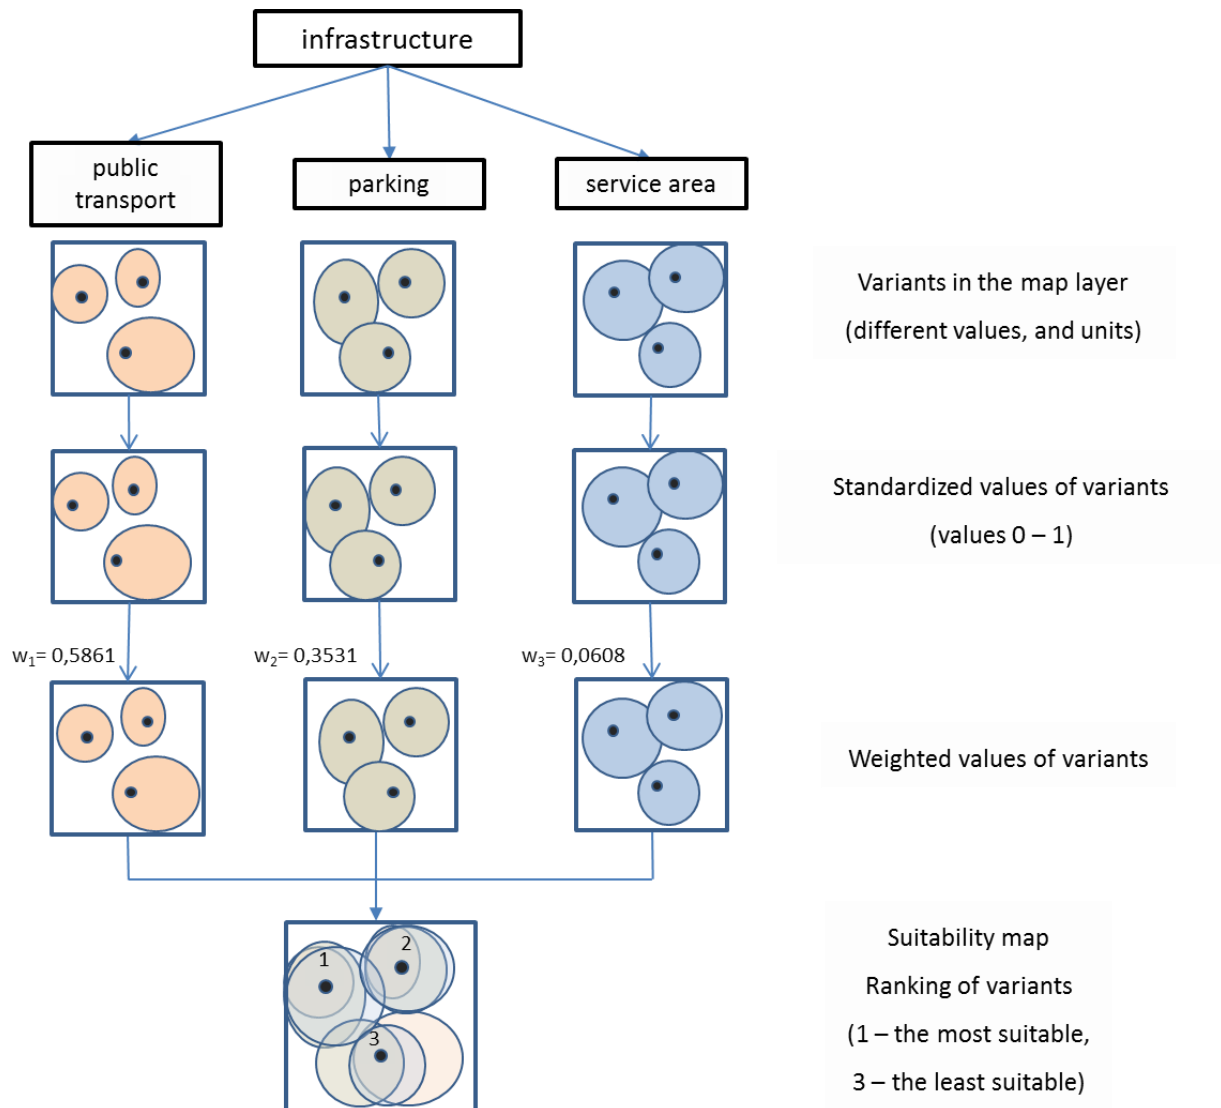 infrastructure
public
transport
parking
service area
Variants in the map layer
(different values, and units)
Standardized values of variants
(values 0 – 1)
w₁= 0,5861
w₂= 0,3531
w₃= 0,0608
Weighted values of variants
1
2
3
Suitability map
Ranking of variants
(1 – the most suitable,
3 – the least suitable)